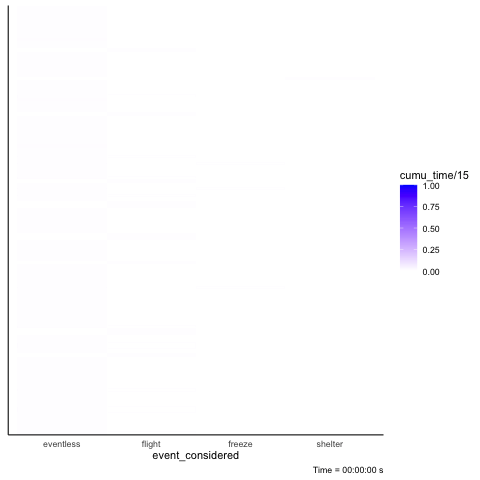 cumu_time/15
1.00
0.75
0.50
0.25
0.00
eventless flight freeze shelter
event_considered
Time = 00:00:00 s